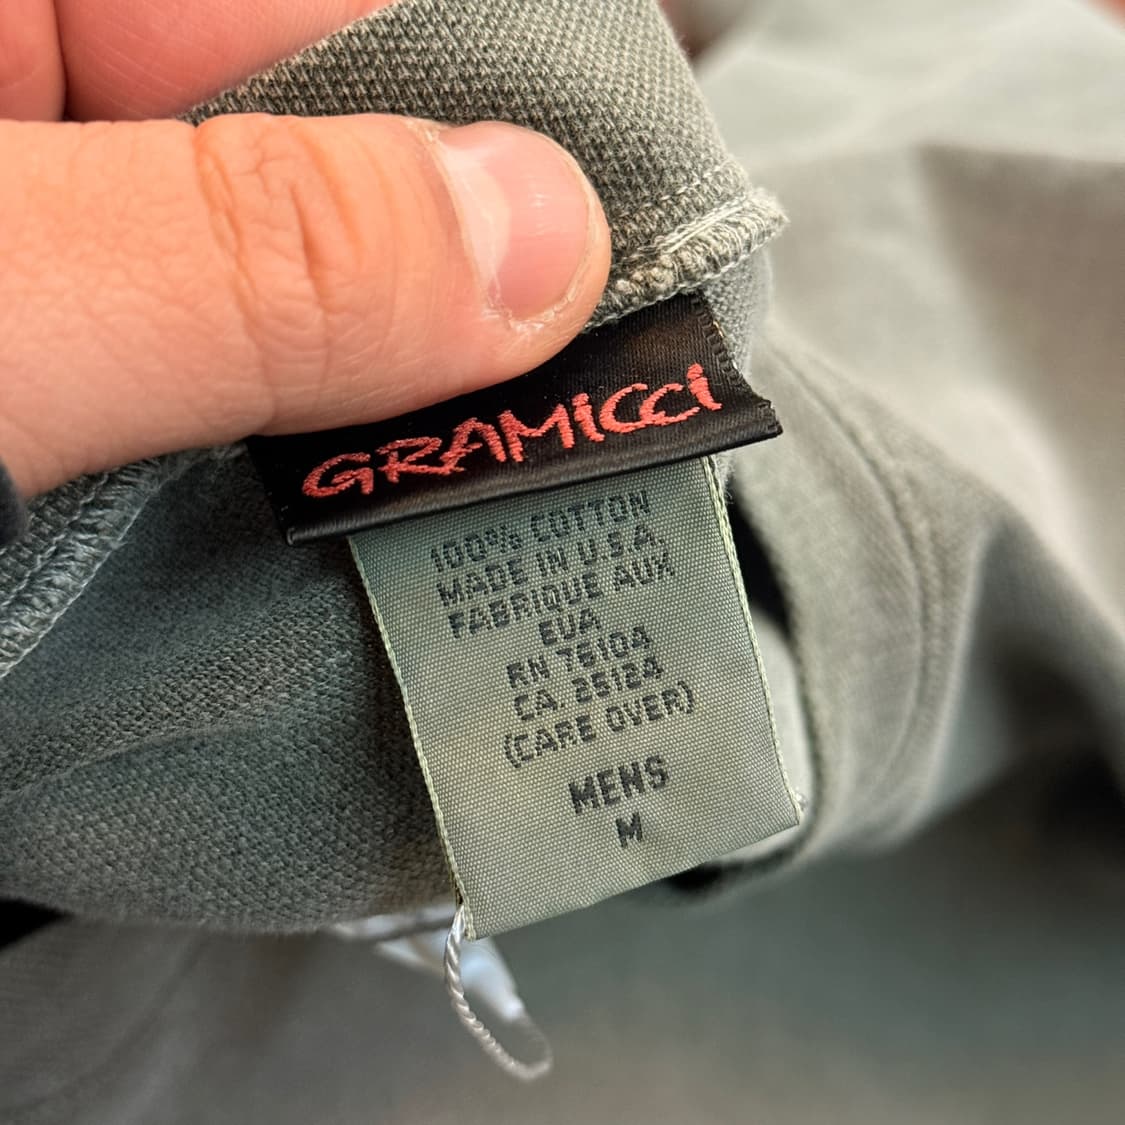 GRAMiCCi
100% COTTON
MADE IN U.S.A.
FABRIQUE AUX
EUA
RN 76104
CA. 25124
(CARE OVER)
MENS
M